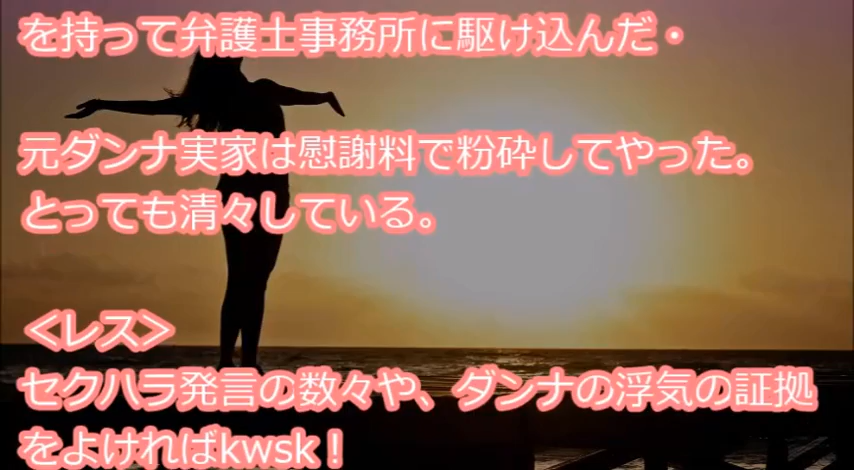 を持って弁護士事務所に駆け込んだ・
元ダンナ実家は慰謝料で粉砕してやった。
とっても清々している。
＜レス＞
セクハラ発言の数々や、ダンナの浮気の証拠
をよければkwsk！